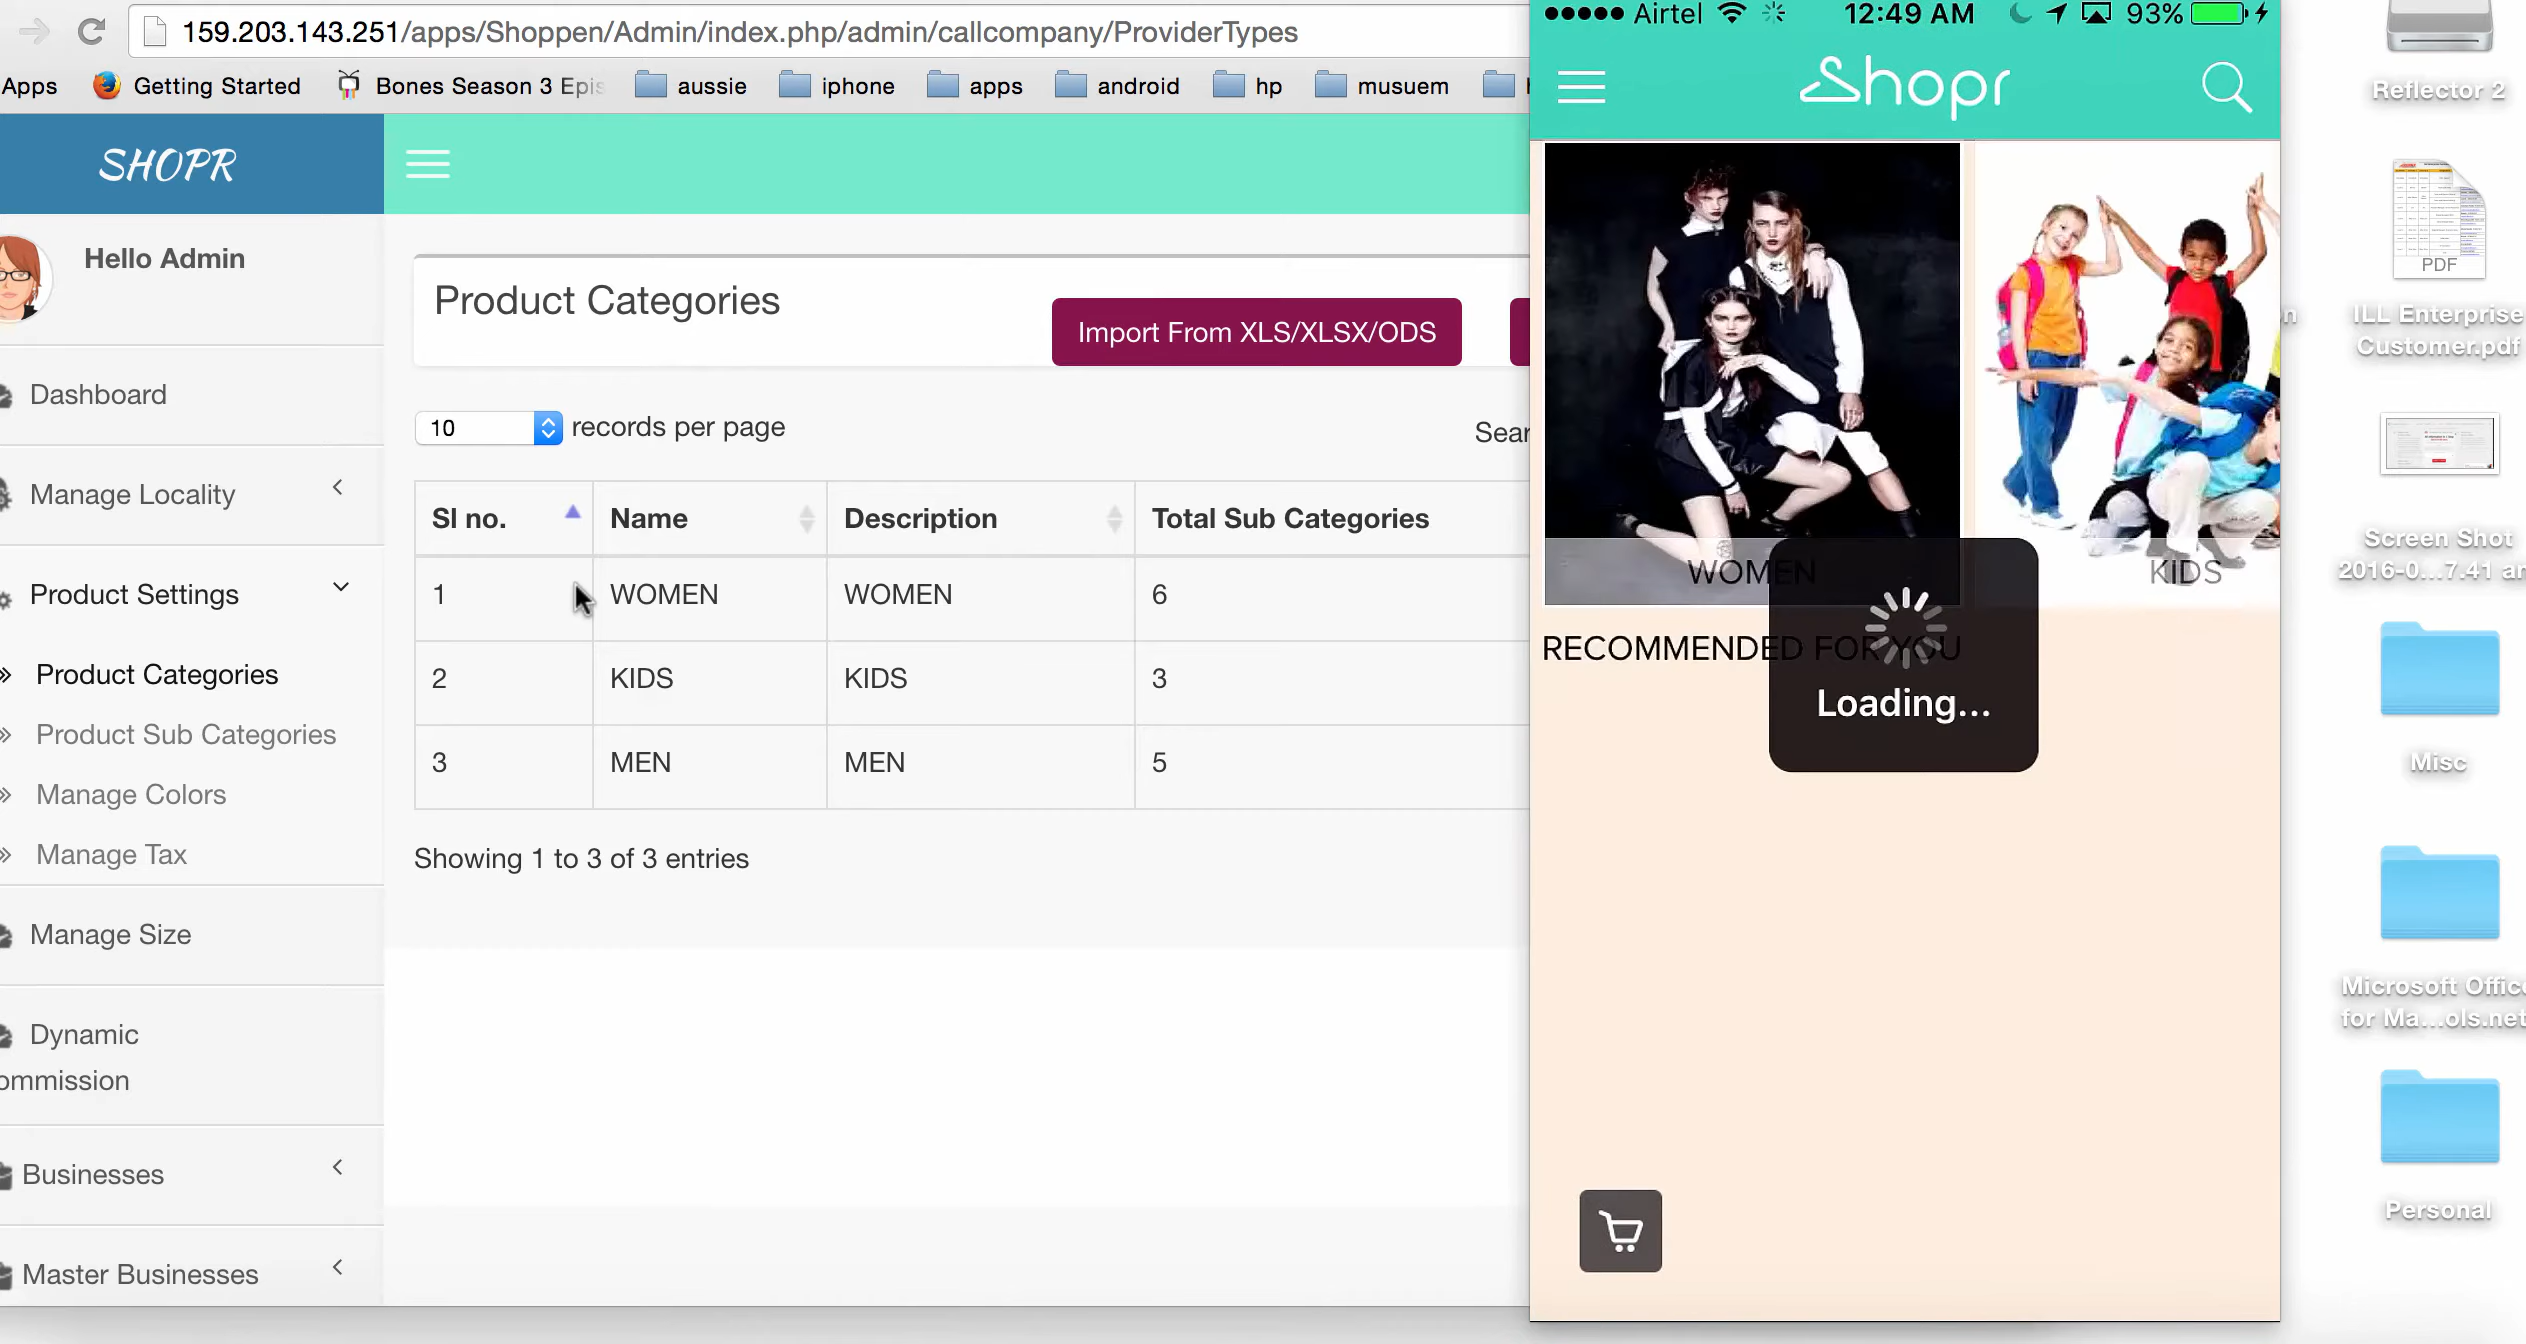 159.203.143.251/apps/Shoppen/Admin/index.php/admin/callcompany/ProviderTypes
Apps
Getting Started
Bones Season 3 Epis
aussie
iphone
apps
android
hp
musuem
SHOPR
Hello Admin
Dashboard
Manage Locality
Product Settings
Product Categories
Product Sub Categories
Manage Colors
Manage Tax
Manage Size
Dynamic
ommission
Businesses
Master Businesses
Product Categories
Import From XLS/XLSX/ODS
10 records per page
Sear
Sl no. Name Description Total Sub Categories
1 WOMEN WOMEN 6
2 KIDS KIDS 3
3 MEN MEN 5
Showing 1 to 3 of 3 entries
Airtel 12:49 AM 93%
Shopr
WOMEN
KIDS
RECOMMENDED FOR YOU
Loading...
Reflector 2
PDF
ILL Enterprise
Customer.pdf
Screen Shot
2016-0...7.41 am
Misc
Microsoft Office
for Ma...ols.net
Personal